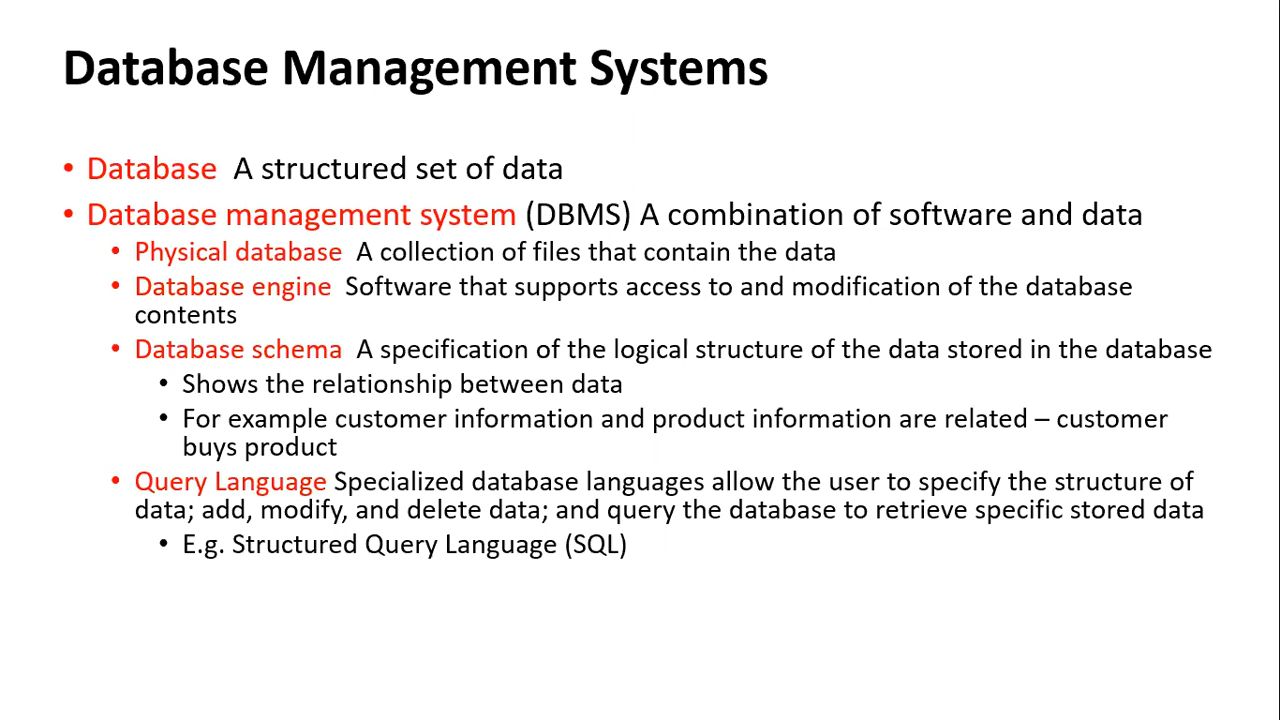 Database Management Systems
• Database A structured set of data
• Database management system (DBMS) A combination of software and data
• Physical database A collection of files that contain the data
• Database engine Software that supports access to and modification of the database
contents
• Database schema A specification of the logical structure of the data stored in the database
• Shows the relationship between data
• For example customer information and product information are related – customer
buys product
• Query Language Specialized database languages allow the user to specify the structure of
data; add, modify, and delete data; and query the database to retrieve specific stored data
• E.g. Structured Query Language (SQL)